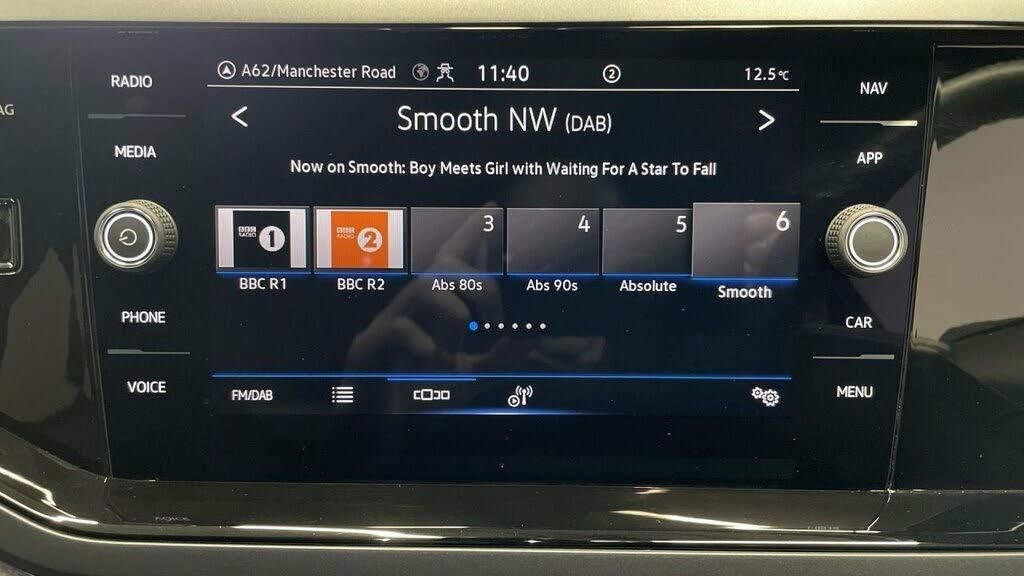 AG
RADIO
MEDIA
PHONE
VOICE
A62/Manchester Road 11:40 2 12.5°C
< Smooth NW (DAB) >
Now on Smooth: Boy Meets Girl with Waiting For A Star To Fall
BBC RADIO 1
BBC RADIO 2
3
4
5
6
BBC R1
BBC R2
Abs 80s
Abs 90s
Absolute
Smooth
FM/DAB
NAV
APP
CAR
MENU